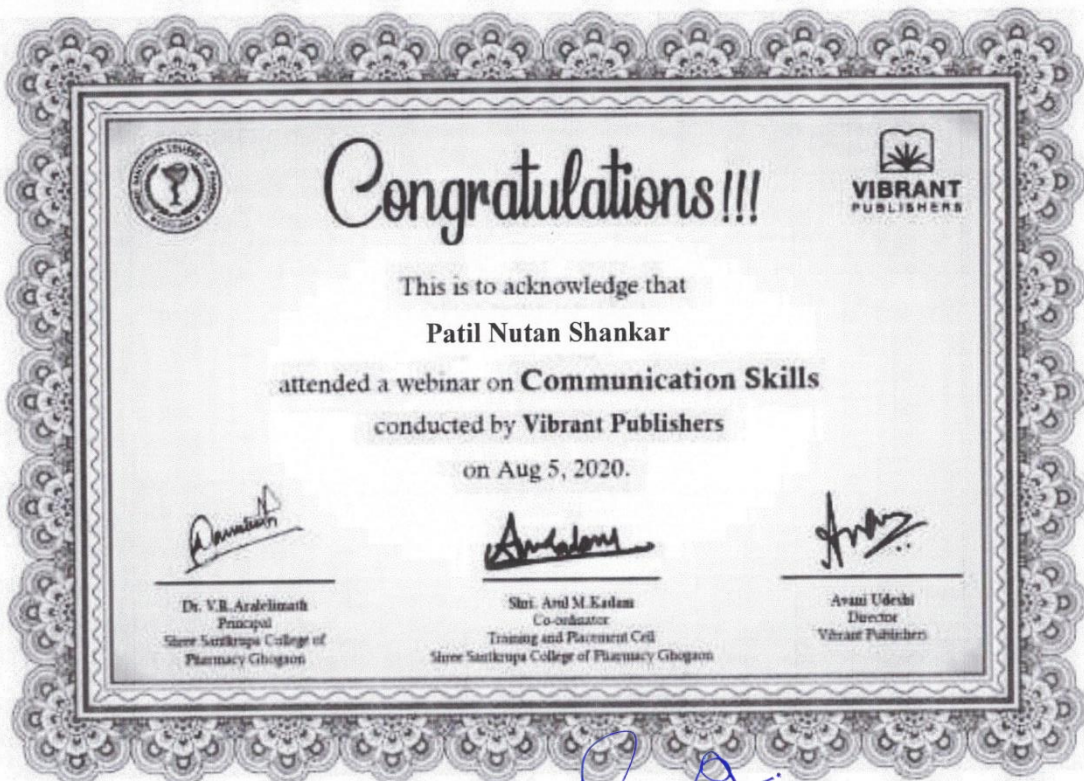 Congratulations!!!
VIBRANT
PUBLISHERS
This is to acknowledge that
Patil Nutan Shankar
attended a webinar on Communication Skills
conducted by Vibrant Publishers
on Aug 5, 2020.
Dr. V.R.Aralelimath
Principal
Shree Santkrupa College of
Pharmacy Ghogaon
Shri. Amil M.Kadam
Co-ordinator
Training and Placement Cell
Shree Santkrupa College of Pharmacy Ghogaon
Avani Udeshi
Director
Vibrant Publishers